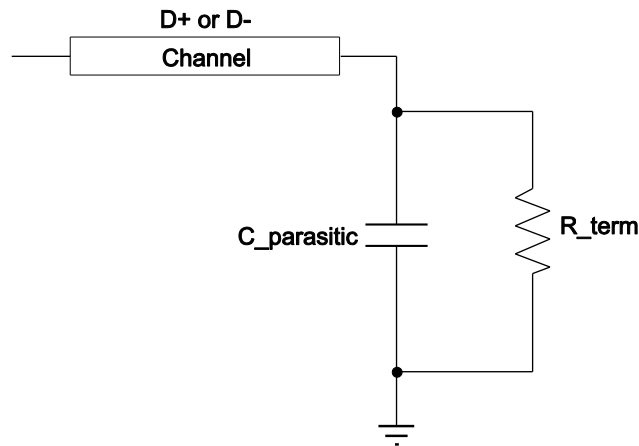 D+ or D-
Channel
C_parasitic
R_term